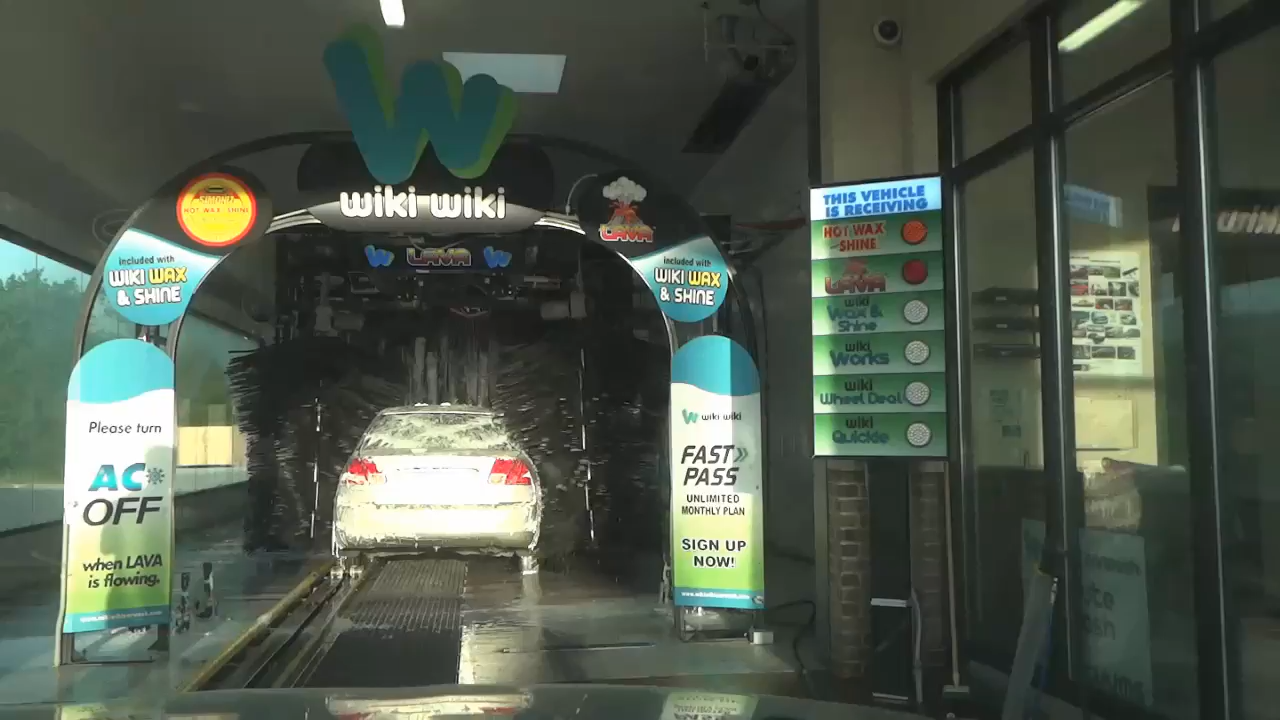 W
wiki wiki
SIMONIZ
HOT WAX & SHINE
LAVA
included with
WIKI WAX
& SHINE
included with
WIKI WAX
& SHINE
W LAVA W
Please turn
AC
OFF
when LAVA
is flowing.
W wiki wiki
FAST
PASS
UNLIMITED
MONTHLY PLAN
SIGN UP
NOW!
THIS VEHICLE
IS RECEIVING
HOT WAX
SHINE
LAVA
wiki
Wax &
Shine
wiki
Works
wiki
Wheel Deal
wiki
Quickie